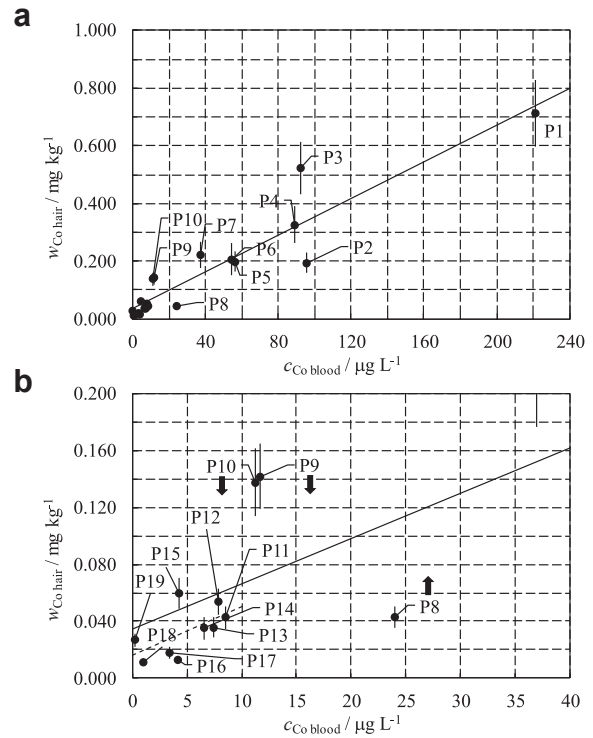 a
1.000
0.800
0.600
0.400
0.200
0.000
w Co hair / mg kg-1
P1
P3
P4
P10
P7
P9
P6
P2
P5
P8
0 40 80 120 160 200 240
c Co blood / μg L-1
b
0.200
0.160
0.120
0.080
0.040
0.000
w Co hair / mg kg-1
P10 P9
P12
P15
P11
P19
P14
P8
P18
P13
P17
P16
0 5 10 15 20 25 30 35 40
c Co blood / μg L-1